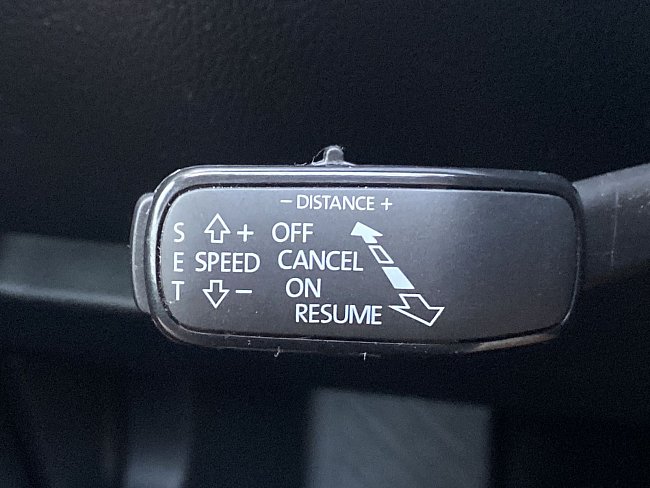 - DISTANCE +
S + OFF
E SPEED CANCEL
T - ON
RESUME